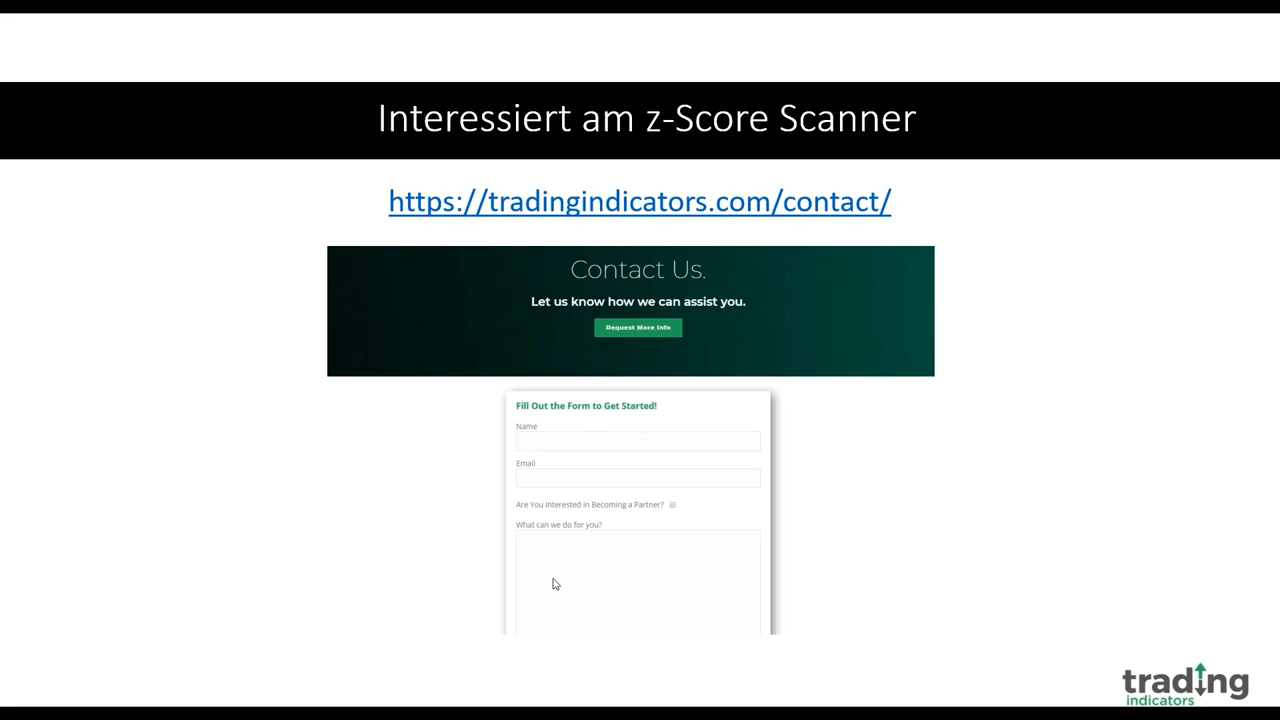 Interessiert am z-Score Scanner
https://tradingindicators.com/contact/
Contact Us.
Let us know how we can assist you.
Request More Info
Fill Out the Form to Get Started!
Name
Email
Are You Interested in Becoming a Partner?
What can we do for you?
trading
indicators